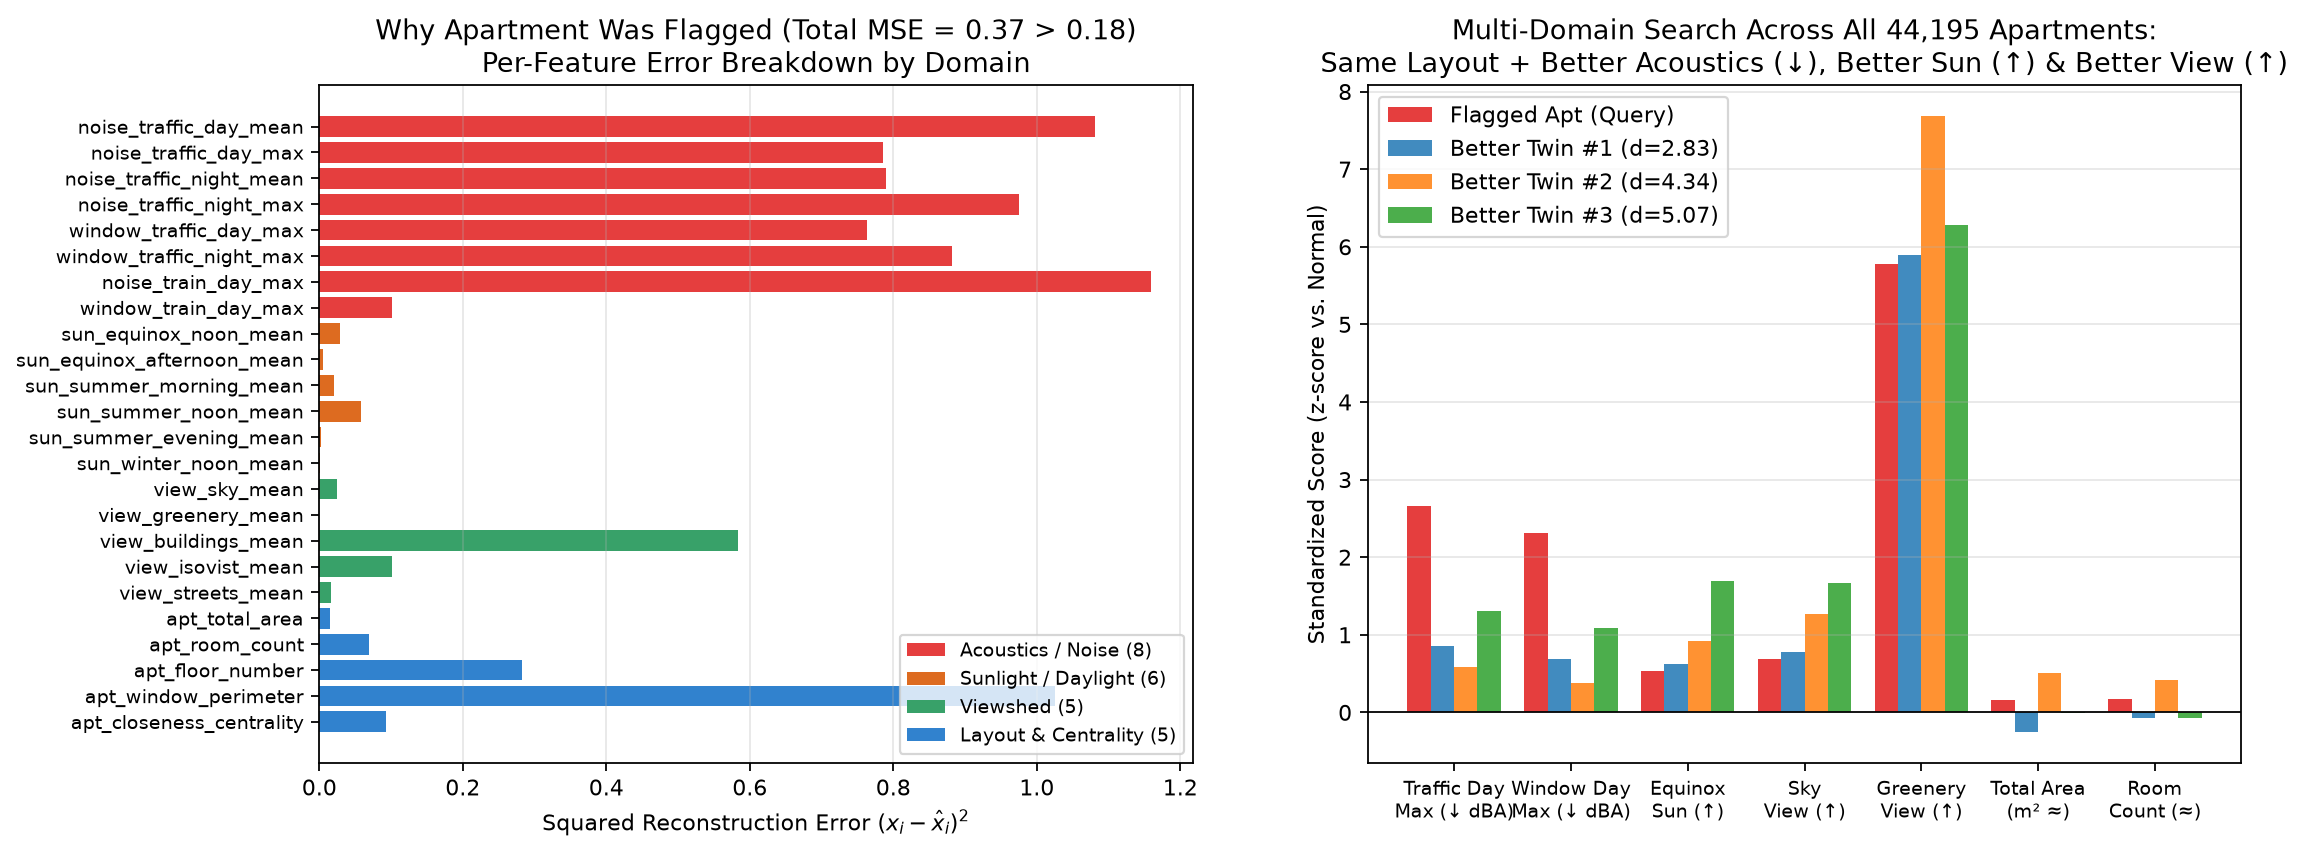 Why Apartment Was Flagged (Total MSE = 0.37 > 0.18)
Per-Feature Error Breakdown by Domain
noise_traffic_day_mean
noise_traffic_day_max
noise_traffic_night_mean
noise_traffic_night_max
window_traffic_day_max
window_traffic_night_max
noise_train_day_max
window_train_day_max
sun_equinox_noon_mean
sun_equinox_afternoon_mean
sun_summer_morning_mean
sun_summer_noon_mean
sun_summer_evening_mean
sun_winter_noon_mean
view_sky_mean
view_greenery_mean
view_buildings_mean
view_isovist_mean
view_streets_mean
apt_total_area
apt_room_count
apt_floor_number
apt_window_perimeter
apt_closeness_centrality
Acoustics / Noise (8)
Sunlight / Daylight (6)
Viewshed (5)
Layout & Centrality (5)
0.0 0.2 0.4 0.6 0.8 1.0 1.2
Squared Reconstruction Error (x_i − x̂_i)²
Multi-Domain Search Across All 44,195 Apartments:
Same Layout + Better Acoustics (↓), Better Sun (↑) & Better View (↑)
Standardized Score (z-score vs. Normal)
8
7
6
5
4
3
2
1
0
Flagged Apt (Query)
Better Twin #1 (d=2.83)
Better Twin #2 (d=4.34)
Better Twin #3 (d=5.07)
Traffic Day
Max (↓ dBA)
Window Day
Max (↓ dBA)
Equinox
Sun (↑)
Sky
View (↑)
Greenery
View (↑)
Total Area
(m² ≈)
Room
Count (≈)